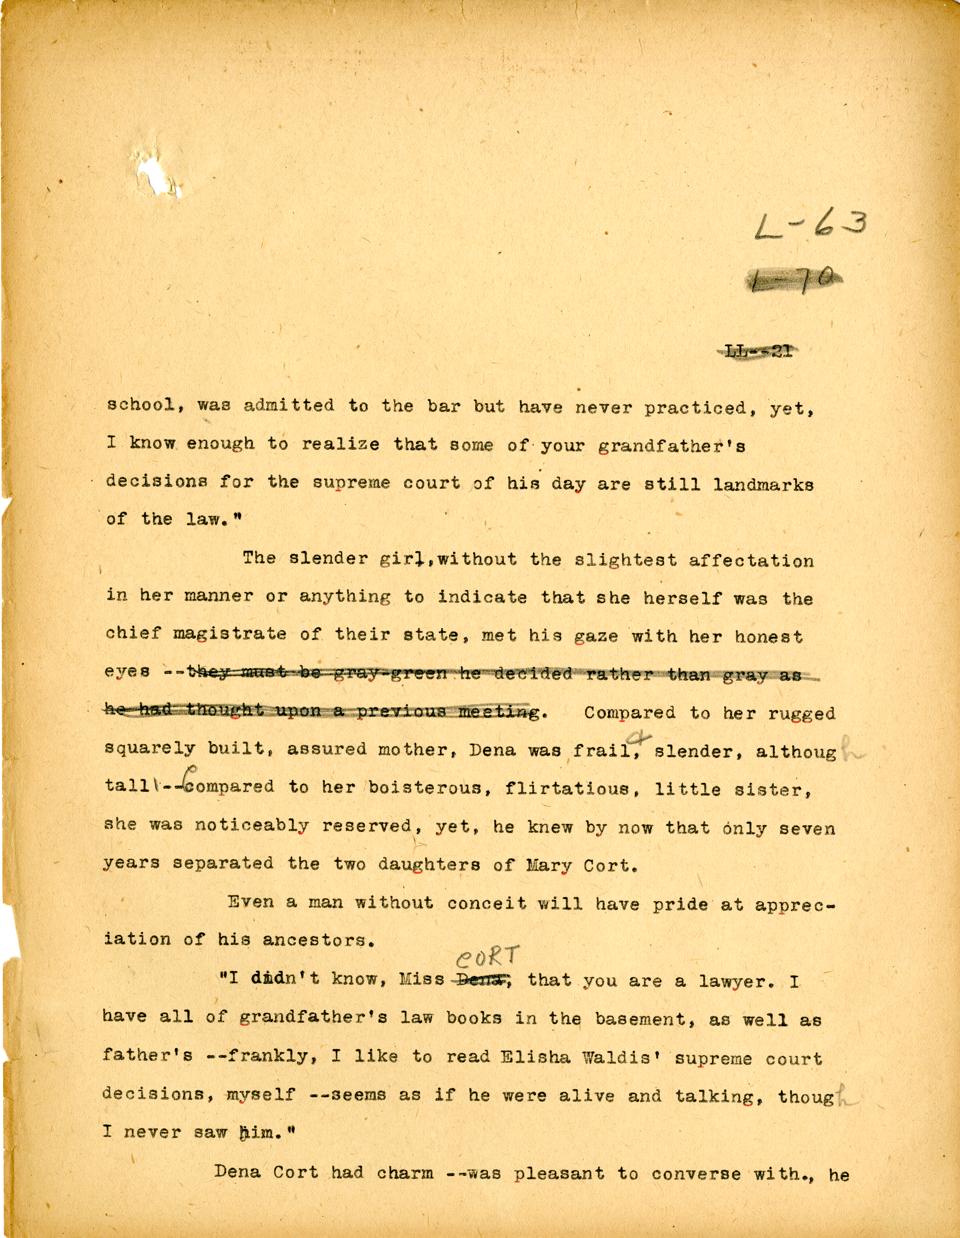 L-63
L-70
LL--21
school, was admitted to the bar but have never practiced, yet,
I know enough to realize that some of your grandfather's
decisions for the supreme court of his day are still landmarks
of the law."
The slender girl,without the slightest affectation
in her manner or anything to indicate that she herself was the
chief magistrate of their state, met his gaze with her honest
eyes --they must be gray-green he decided rather than gray as
he had thought upon a previous meeting. Compared to her rugged
squarely built, assured mother, Dena was frail, slender, although
tall--Compared to her boisterous, flirtatious, little sister,
she was noticeably reserved, yet, he knew by now that only seven
years separated the two daughters of Mary Cort.
Even a man without conceit will have pride at apprec-
iation of his ancestors.
CORT
"I didn't know, Miss Dena, that you are a lawyer. I
have all of grandfather's law books in the basement, as well as
father's --frankly, I like to read Elisha Waldis' supreme court
decisions, myself --seems as if he were alive and talking, though
I never saw him."
Dena Cort had charm --was pleasant to converse with., he